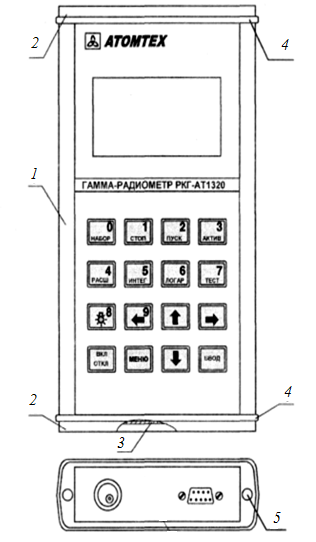 2
4
ATOMTEX
1
ГАММА-РАДИОМЕТР РКГ-АТ1320
0 НАБОР
1 СТОП
2 ПУСК
3 АКТИВ
4 РАСШ
5 ИНТЕГ
6 ЛОГАР
7 ТЕСТ
8
9
ВКЛ
ОТКЛ
МЕНЮ
ВВОД
2
4
3
5